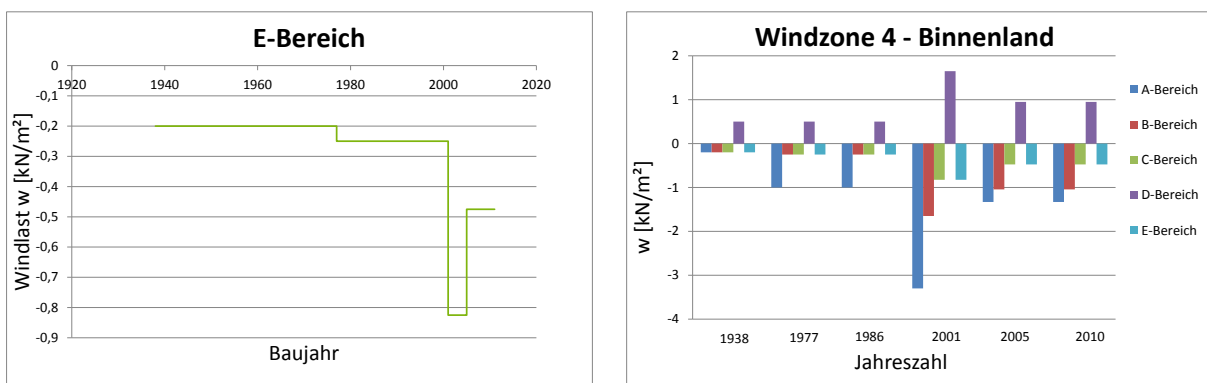 E-Bereich
0
1920 1940 1960 1980 2000 2020
-0,1
-0,2
-0,3
-0,4
-0,5
-0,6
-0,7
-0,8
-0,9
Windlast w [kN/m²]
Baujahr
Windzone 4 - Binnenland
2
1
0
-1
-2
-3
-4
w [kN/m²]
1938 1977 1986 2001 2005 2010
Jahreszahl
A-Bereich
B-Bereich
C-Bereich
D-Bereich
E-Bereich